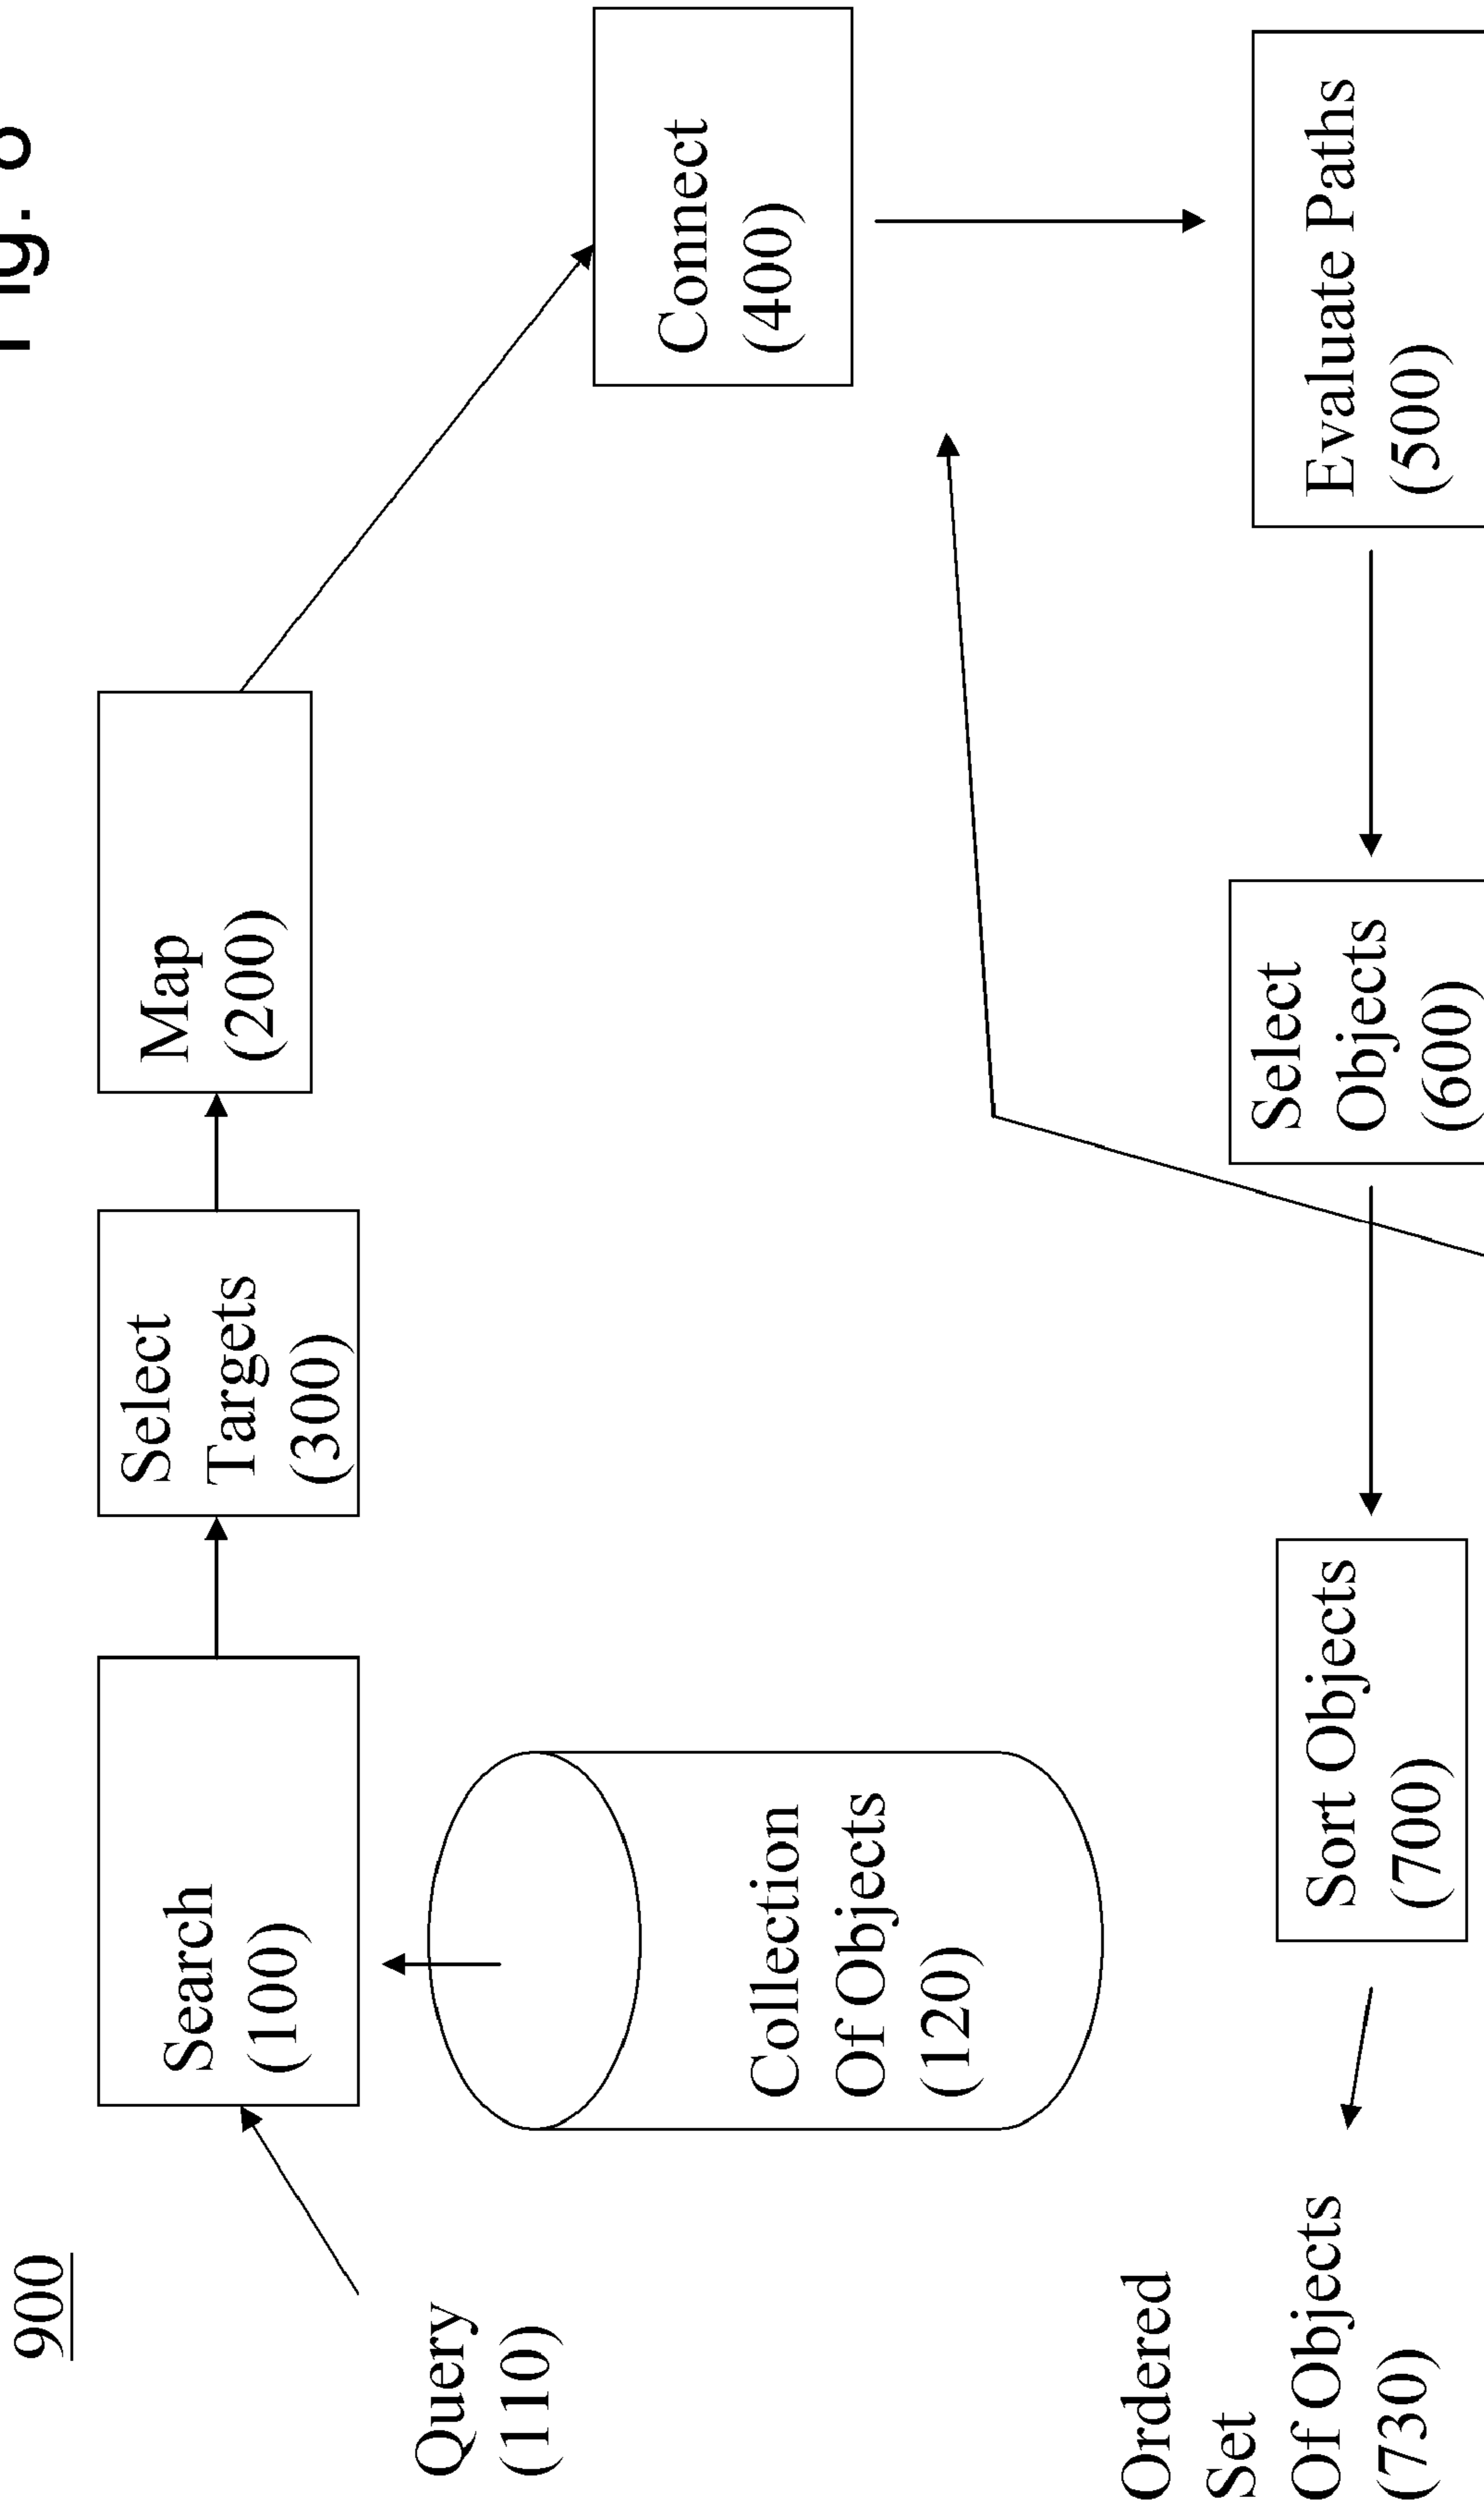 900
Query
(110)
Search
(100)
Select
Targets
(300)
Map
(200)
Collection
Of Objects
(120)
Connect
(400)
Ordered
Set
Of Objects
(730)
Sort Objects
(700)
Select
Objects
(600)
Evaluate Paths
(500)